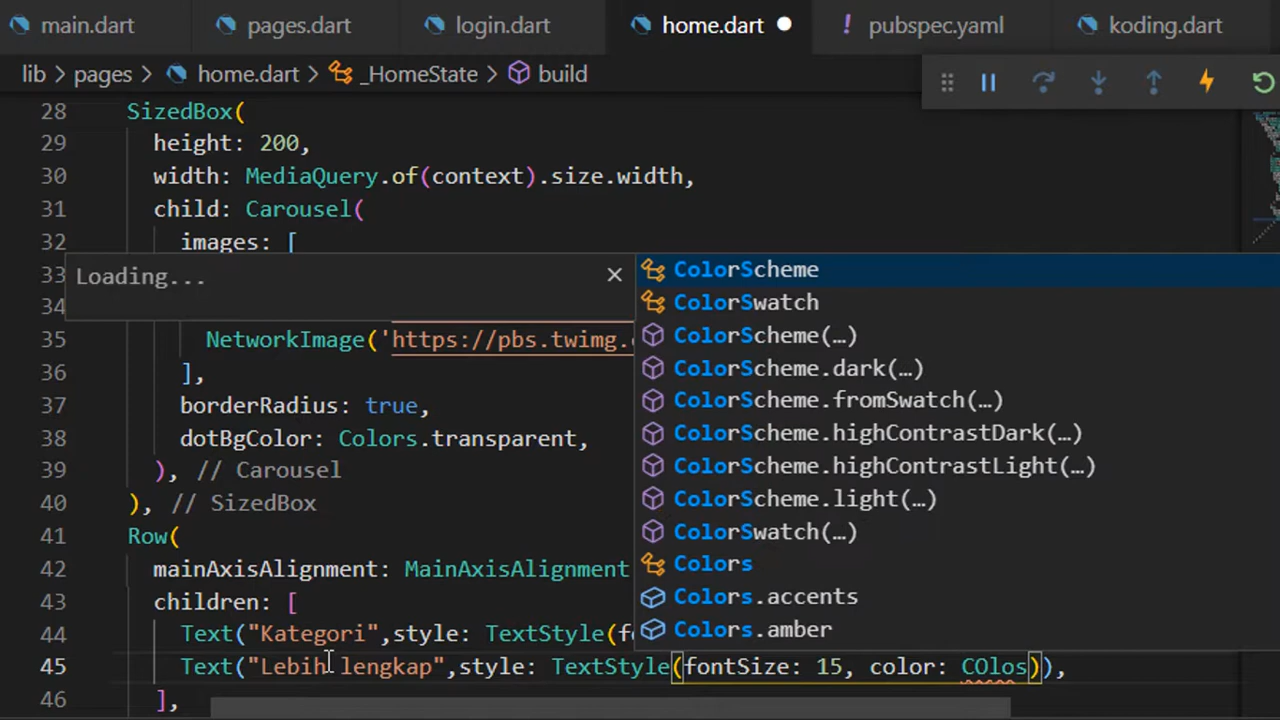 main.dart pages.dart login.dart home.dart ! pubspec.yaml koding.dart
lib > pages > home.dart > _HomeState > build
28 SizedBox(
29 height: 200,
30 width: MediaQuery.of(context).size.width,
31 child: Carousel(
32 images: [
33
Loading...
34
35 NetworkImage('https://pbs.twimg.
36 ],
37 borderRadius: true,
38 dotBgColor: Colors.transparent,
39 ), // Carousel
40 ), // SizedBox
41 Row(
42 mainAxisAlignment: MainAxisAlignment
43 children: [
44 Text("Kategori",style: TextStyle(
45 Text("Lebih lengkap",style: TextStyle(fontSize: 15, color: COlos)),
46 ],
ColorScheme
ColorSwatch
ColorScheme(…)
ColorScheme.dark(…)
ColorScheme.fromSwatch(…)
ColorScheme.highContrastDark(…)
ColorScheme.highContrastLight(…)
ColorScheme.light(…)
ColorSwatch(…)
Colors
Colors.accents
Colors.amber